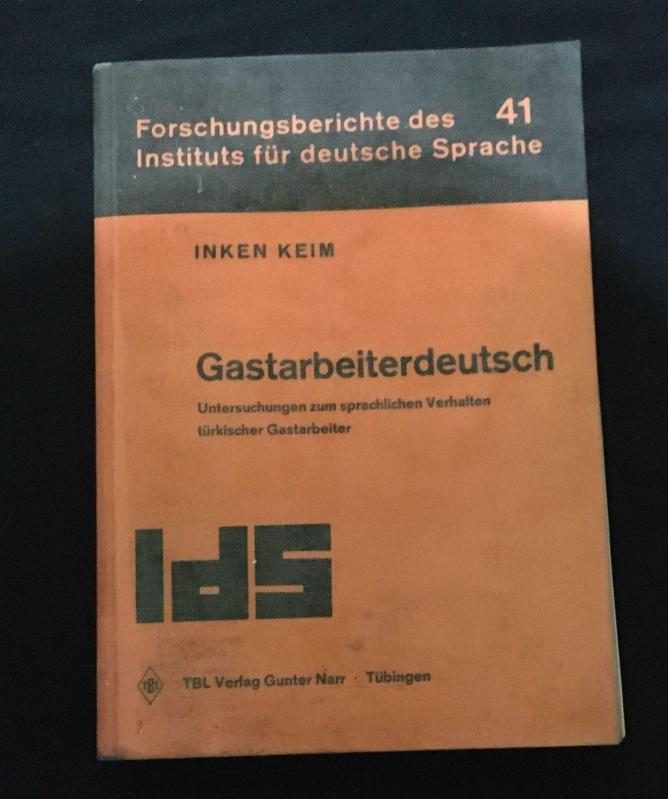 Forschungsberichte des 41
Instituts für deutsche Sprache
INKEN KEIM
Gastarbeiterdeutsch
Untersuchungen zum sprachlichen Verhalten
türkischer Gastarbeiter
IdS
TBL TBL Verlag Gunter Narr · Tübingen